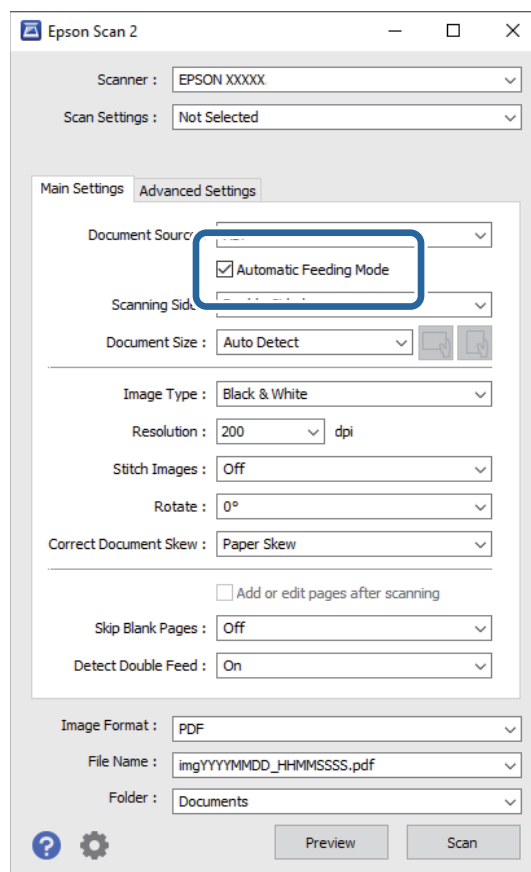 Epson Scan 2
Scanner : EPSON XXXXX
Scan Settings : Not Selected
Main Settings Advanced Settings
Document Source
Automatic Feeding Mode
Scanning Side
Document Size : Auto Detect
Image Type : Black & White
Resolution : 200 dpi
Stitch Images : Off
Rotate : 0°
Correct Document Skew : Paper Skew
Add or edit pages after scanning
Skip Blank Pages : Off
Detect Double Feed : On
Image Format : PDF
File Name : imgYYYYMMDD_HHMMSSSS.pdf
Folder : Documents
? Preview Scan